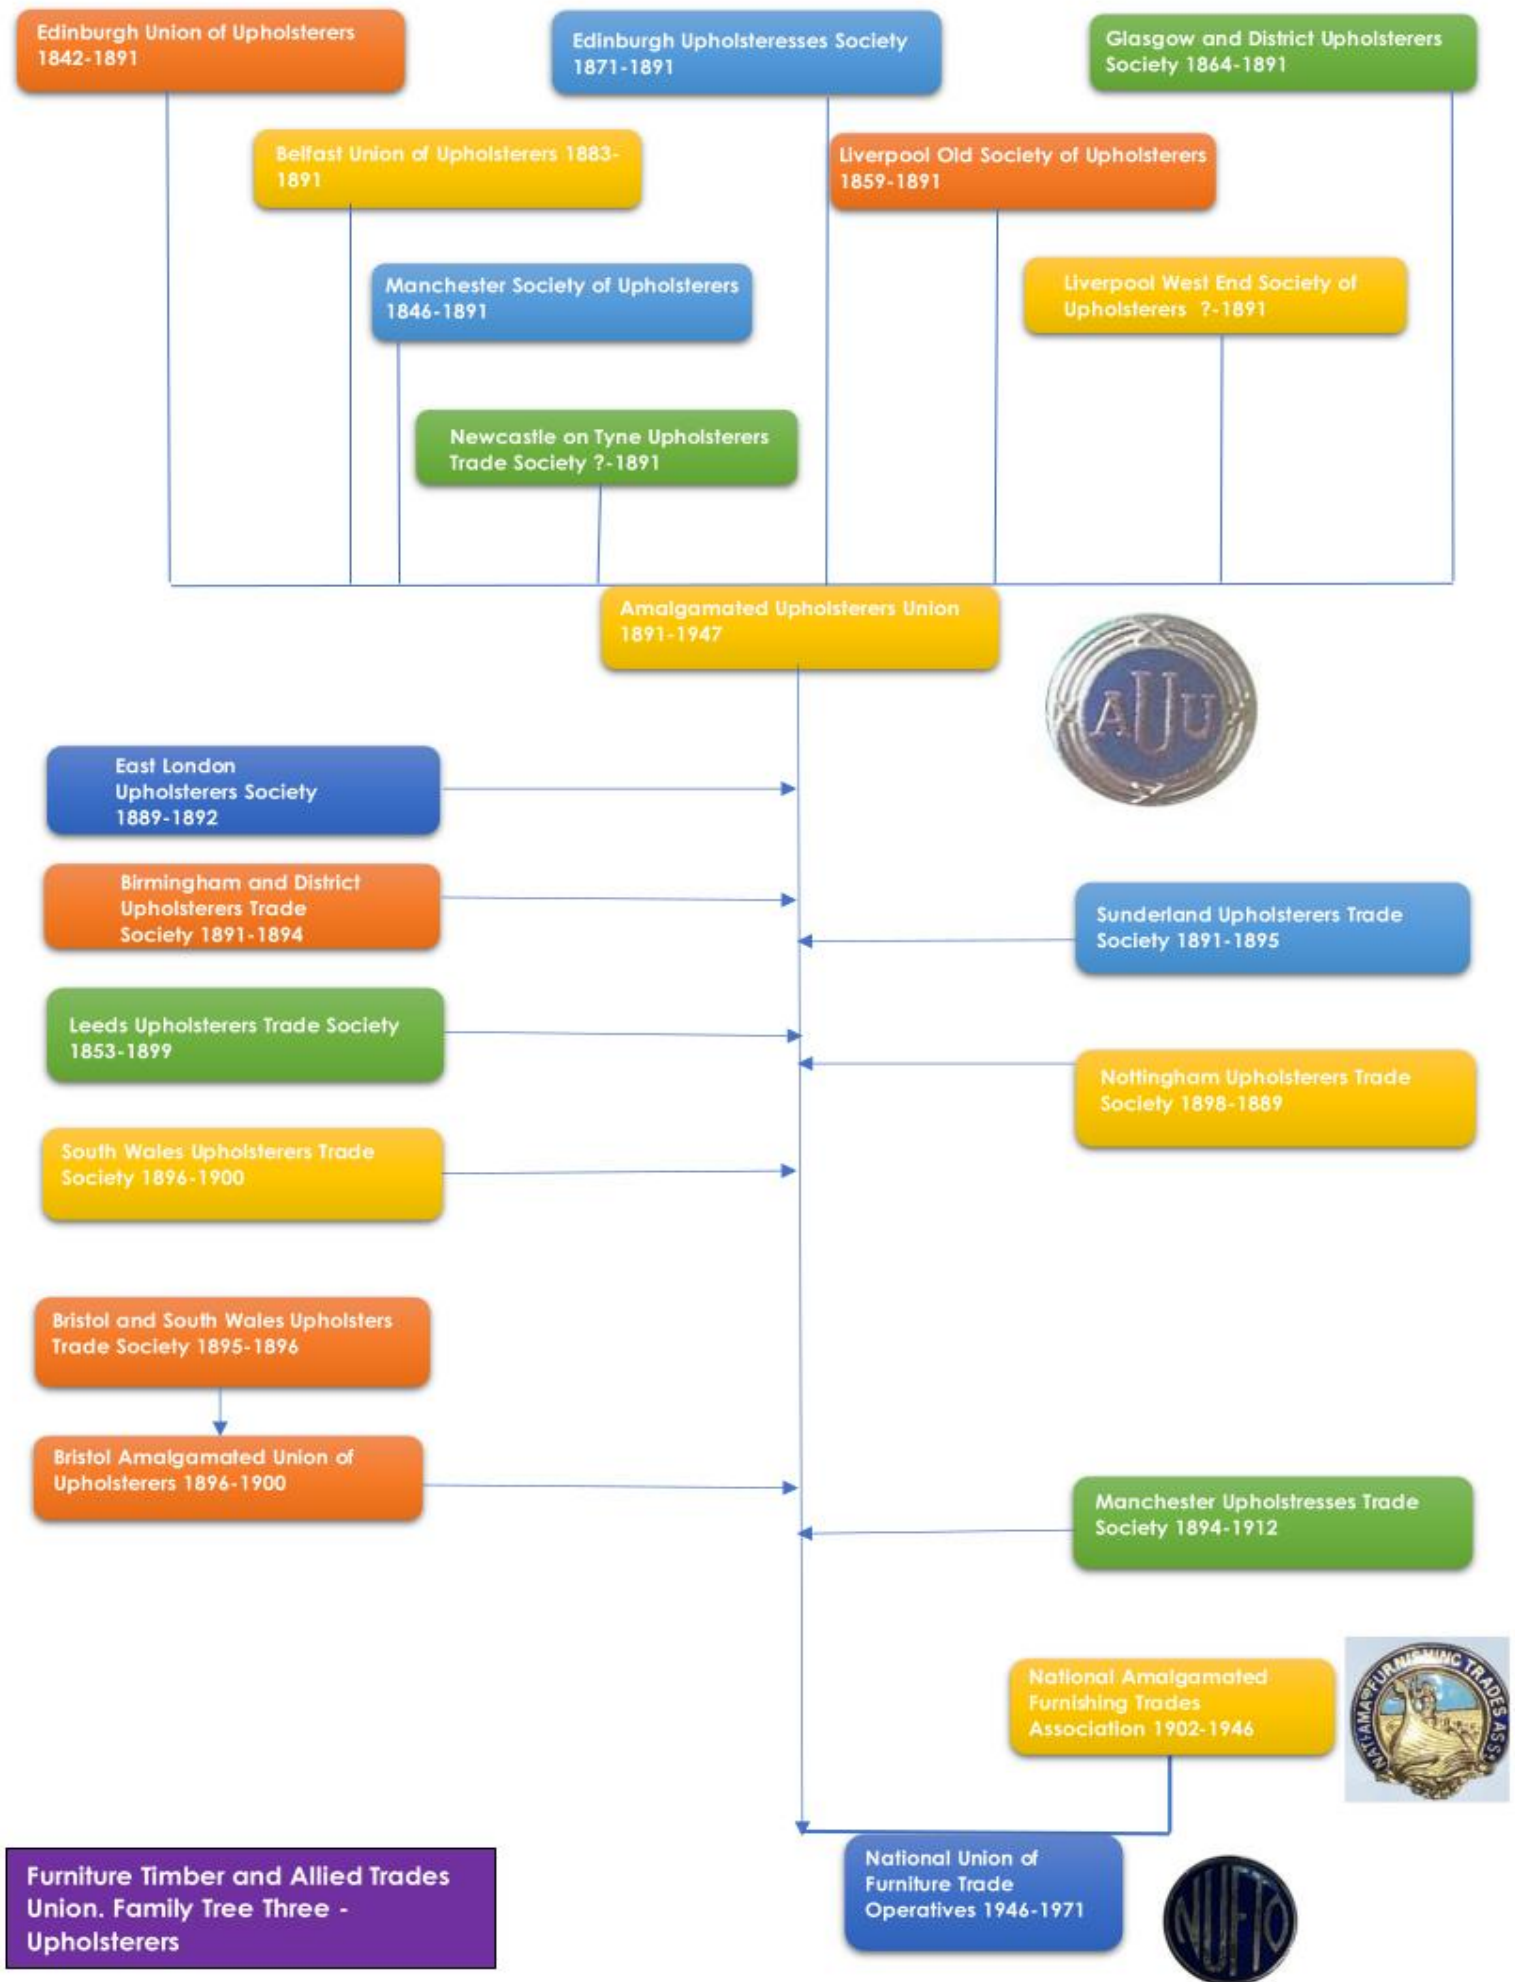 Edinburgh Union of Upholsterers
1842-1891
Edinburgh Upholsteresses Society
1871-1891
Glasgow and District Upholsterers
Society 1864-1891
Belfast Union of Upholsterers 1883-
1891
Liverpool Old Society of Upholsterers
1859-1891
Manchester Society of Upholsterers
1846-1891
Liverpool West End Society of
Upholsterers ?-1891
Newcastle on Tyne Upholsterers
Trade Society ?-1891
Amalgamated Upholsterers Union
1891-1947
AUU
East London
Upholsterers Society
1889-1892
Birmingham and District
Upholsterers Trade
Society 1891-1894
Sunderland Upholsterers Trade
Society 1891-1895
Leeds Upholsterers Trade Society
1853-1899
Nottingham Upholsterers Trade
Society 1898-1889
South Wales Upholsterers Trade
Society 1896-1900
Bristol and South Wales Upholsters
Trade Society 1895-1896
Bristol Amalgamated Union of
Upholsterers 1896-1900
Manchester Upholstresses Trade
Society 1894-1912
National Amalgamated
Furnishing Trades
Association 1902-1946
NAT. AMAD FURNISHING TRADES ASSN
National Union of
Furniture Trade
Operatives 1946-1971
NUFTO
Furniture Timber and Allied Trades
Union. Family Tree Three -
Upholsterers